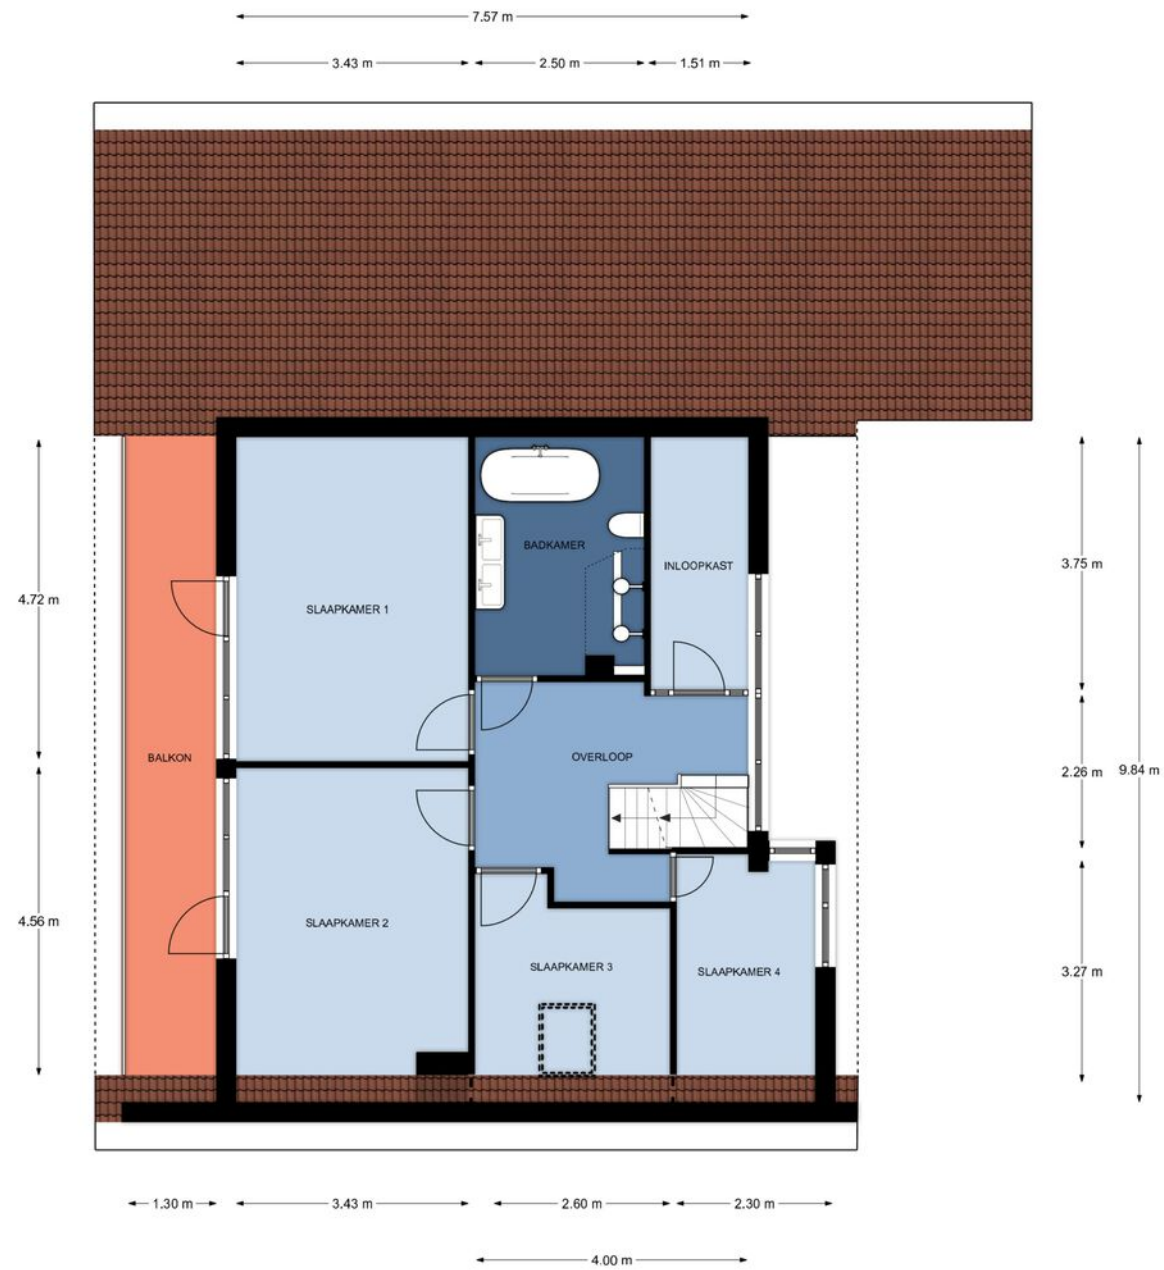 7.57 m
3.43 m
2.50 m
1.51 m
3.75 m
BADKAMER
INLOOPKAST
4.72 m
SLAAPKAMER 1
BALKON
OVERLOOP
2.26 m
9.84 m
4.56 m
SLAAPKAMER 2
SLAAPKAMER 3
SLAAPKAMER 4
3.27 m
1.30 m
3.43 m
2.60 m
2.30 m
4.00 m